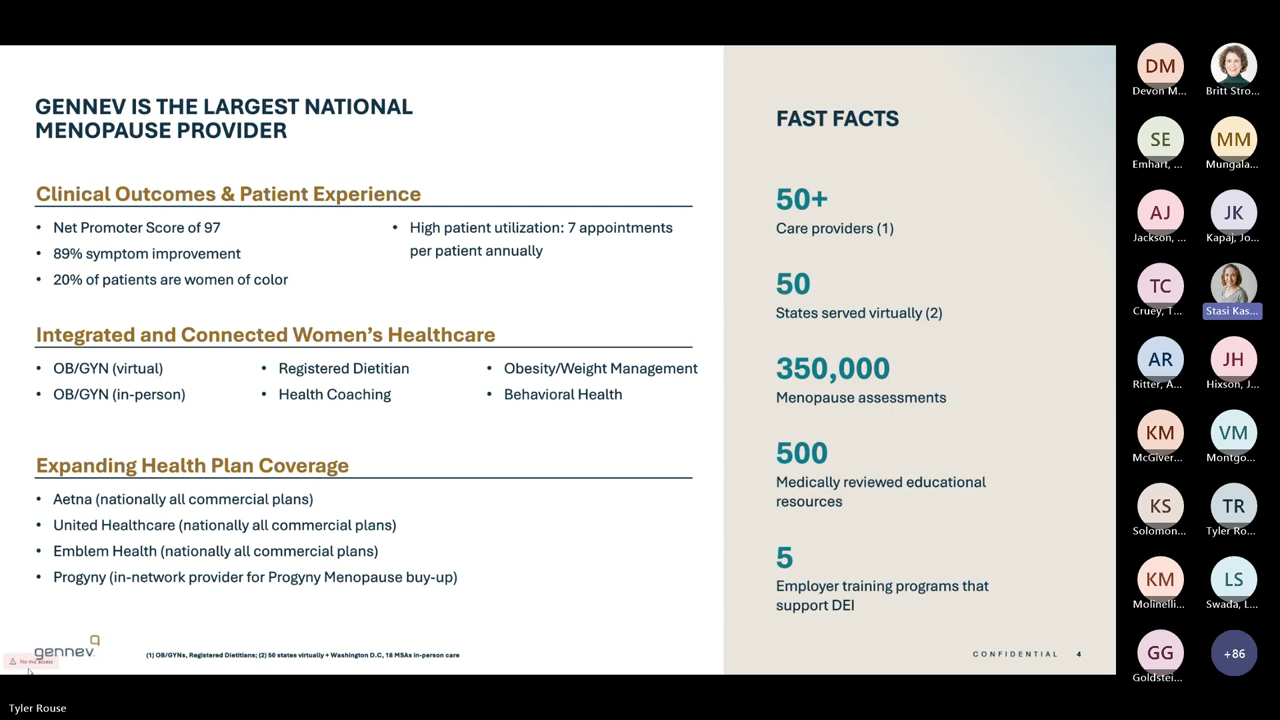 GENNEV IS THE LARGEST NATIONAL
MENOPAUSE PROVIDER
Clinical Outcomes & Patient Experience
• Net Promoter Score of 97
• 89% symptom improvement
• 20% of patients are women of color
• High patient utilization: 7 appointments
per patient annually
Integrated and Connected Women’s Healthcare
• OB/GYN (virtual)
• OB/GYN (in-person)
• Registered Dietitian
• Health Coaching
• Obesity/Weight Management
• Behavioral Health
Expanding Health Plan Coverage
• Aetna (nationally all commercial plans)
• United Healthcare (nationally all commercial plans)
• Emblem Health (nationally all commercial plans)
• Progyny (in-network provider for Progyny Menopause buy-up)
gennev
No mic access
(1) OB/GYNs, Registered Dietitians; (2) 50 states virtually + Washington D.C, 18 MSAs in-person care
FAST FACTS
50+
Care providers (1)
50
States served virtually (2)
350,000
Menopause assessments
500
Medically reviewed educational
resources
5
Employer training programs that
support DEI
CONFIDENTIAL 4
DM
Devon M...
Britt Stro...
SE
Emhart, ...
MM
Mungala...
AJ
Jackson, ...
JK
Kapaj, Jo...
TC
Cruey, T...
Stasi Kas...
AR
Ritter, A...
JH
Hixson, J...
KM
McGiver...
VM
Montgo...
KS
Solomon...
TR
Tyler Ro...
KM
Molinelli...
LS
Swada, L...
GG
Goldstei...
+86
Tyler Rouse